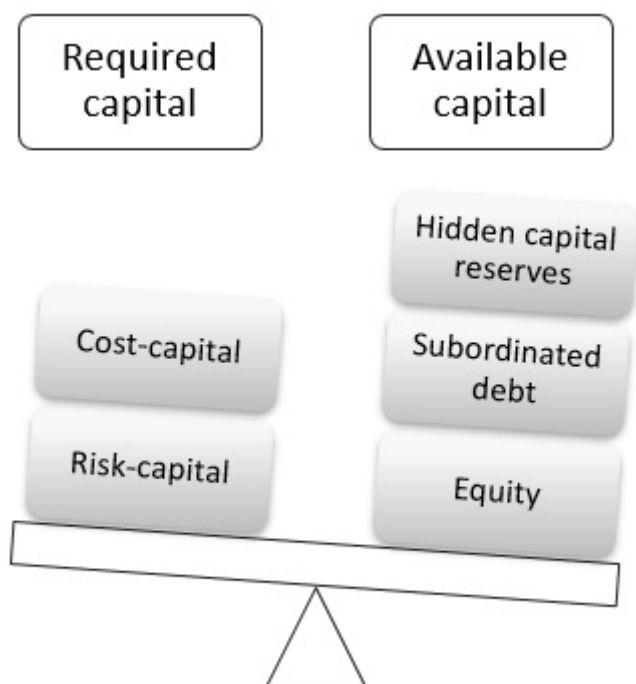 Required
capital
Available
capital
Hidden capital
reserves
Cost-capital
Subordinated
debt
Risk-capital
Equity